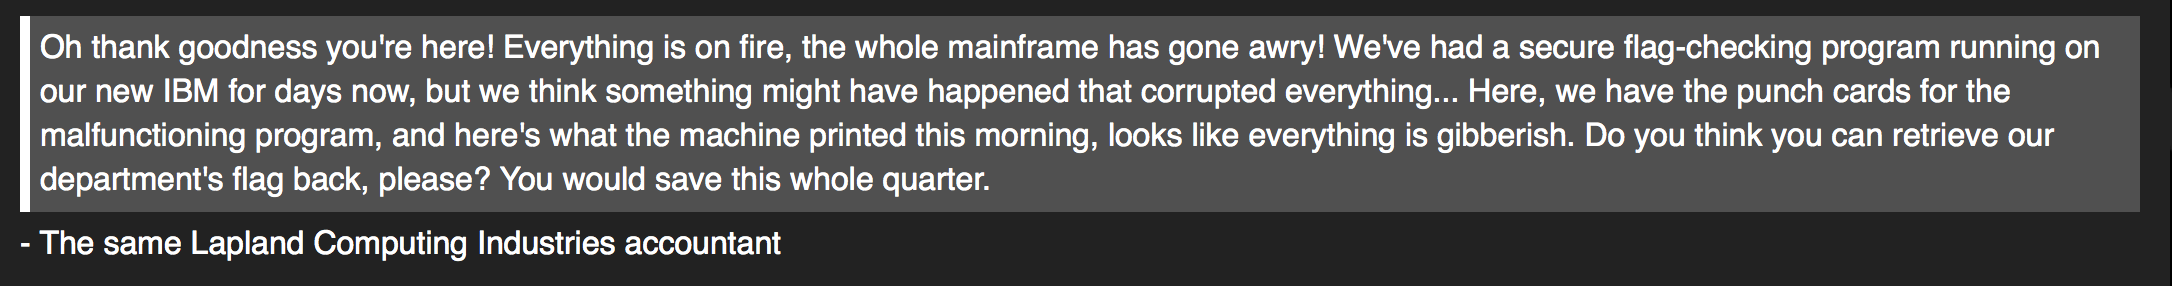 Oh thank goodness you're here! Everything is on fire, the whole mainframe has gone awry! We've had a secure flag-checking program running on
our new IBM for days now, but we think something might have happened that corrupted everything... Here, we have the punch cards for the
malfunctioning program, and here's what the machine printed this morning, looks like everything is gibberish. Do you think you can retrieve our
department's flag back, please? You would save this whole quarter.
- The same Lapland Computing Industries accountant